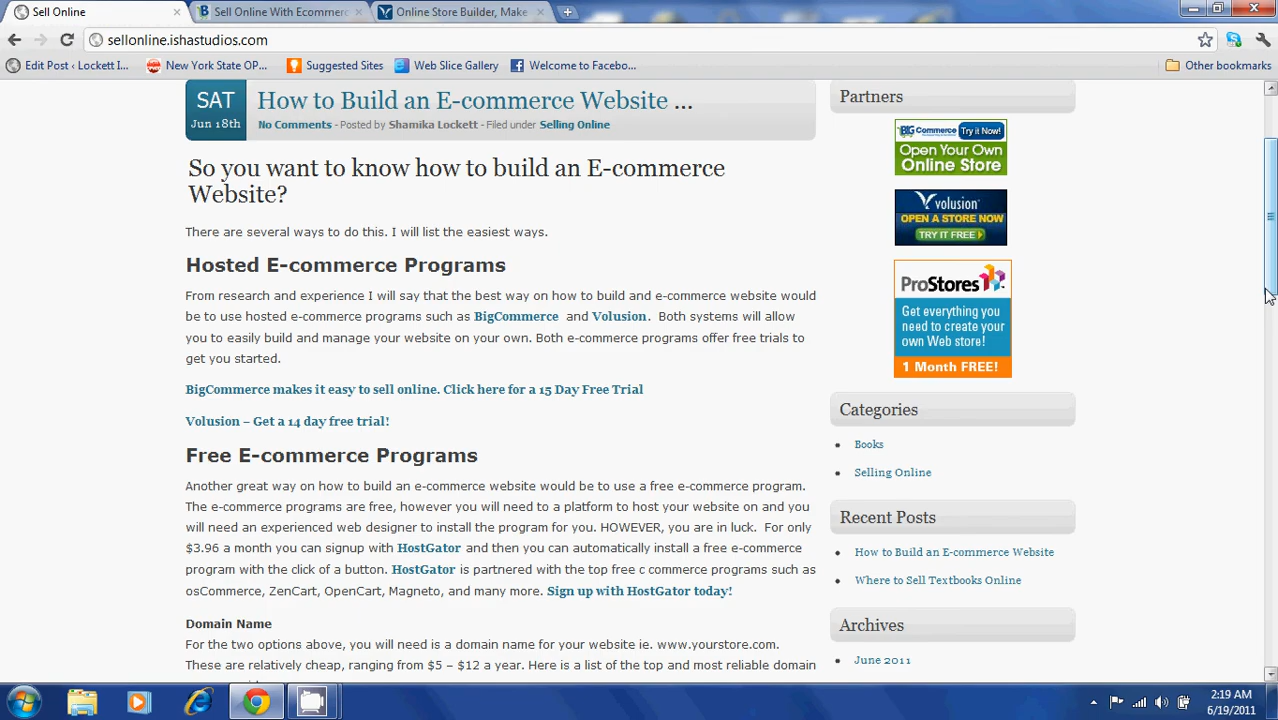 Sell Online
Sell Online With Ecommerc
Online Store Builder, Make
sellonline.ishastudios.com
Edit Post ‹ Lockett I...
New York State OP...
Suggested Sites
Web Slice Gallery
Welcome to Facebo...
Other bookmarks
SAT
Jun 18th
How to Build an E-commerce Website ...
No Comments - Posted by Shamika Lockett - Filed under Selling Online
So you want to know how to build an E-commerce
Website?
There are several ways to do this. I will list the easiest ways.
Hosted E-commerce Programs
From research and experience I will say that the best way on how to build and e-commerce website would
be to use hosted e-commerce programs such as BigCommerce and Volusion. Both systems will allow
you to easily build and manage your website on your own. Both e-commerce programs offer free trials to
get you started.
BigCommerce makes it easy to sell online. Click here for a 15 Day Free Trial
Volusion – Get a 14 day free trial!
Free E-commerce Programs
Another great way on how to build an e-commerce website would be to use a free e-commerce program.
The e-commerce programs are free, however you will need to a platform to host your website on and you
will need an experienced web designer to install the program for you. HOWEVER, you are in luck. For only
$3.96 a month you can signup with HostGator and then you can automatically install a free e-commerce
program with the click of a button. HostGator is partnered with the top free c commerce programs such as
osCommerce, ZenCart, OpenCart, Magneto, and many more. Sign up with HostGator today!
Domain Name
For the two options above, you will need is a domain name for your website ie. www.yourstore.com.
These are relatively cheap, ranging from $5 – $12 a year. Here is a list of the top and most reliable domain
Partners
BIG Commerce Try it Now!
Open Your Own
Online Store
volusion
OPEN A STORE NOW
TRY IT FREE
ProStores
Get everything you
need to create your
own Web store!
1 Month FREE!
Categories
Books
Selling Online
Recent Posts
How to Build an E-commerce Website
Where to Sell Textbooks Online
Archives
June 2011
2:19 AM
6/19/2011